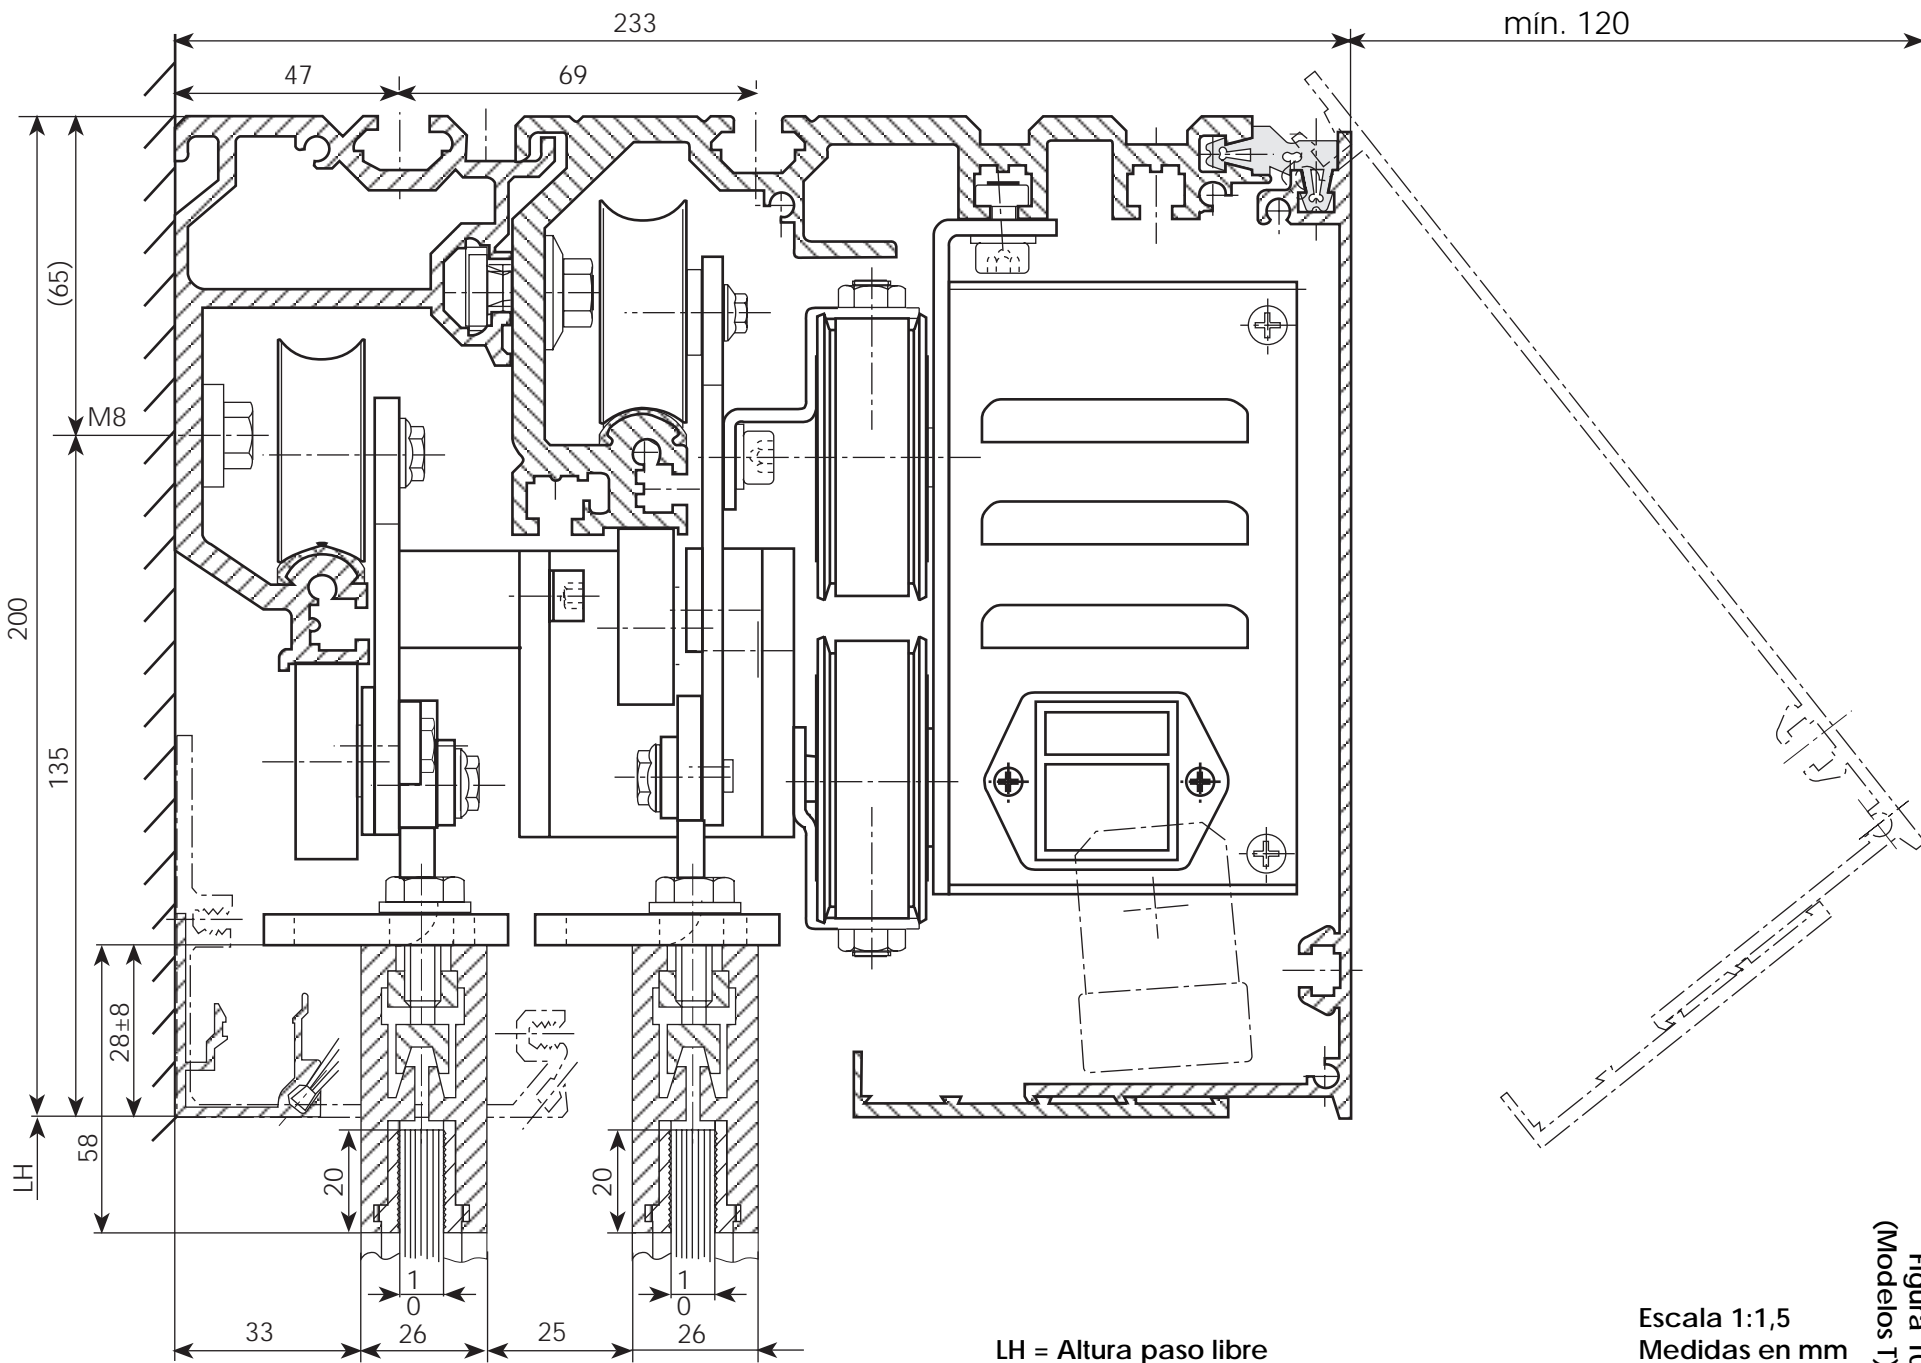 233
mín. 120
47
69
(65)
M8
200
135
28±8
58
LH
20
20
1
0
1
0
33
26
25
26
LH = Altura paso libre
Escala 1:1,5
Medidas en mm
(Modelos T)